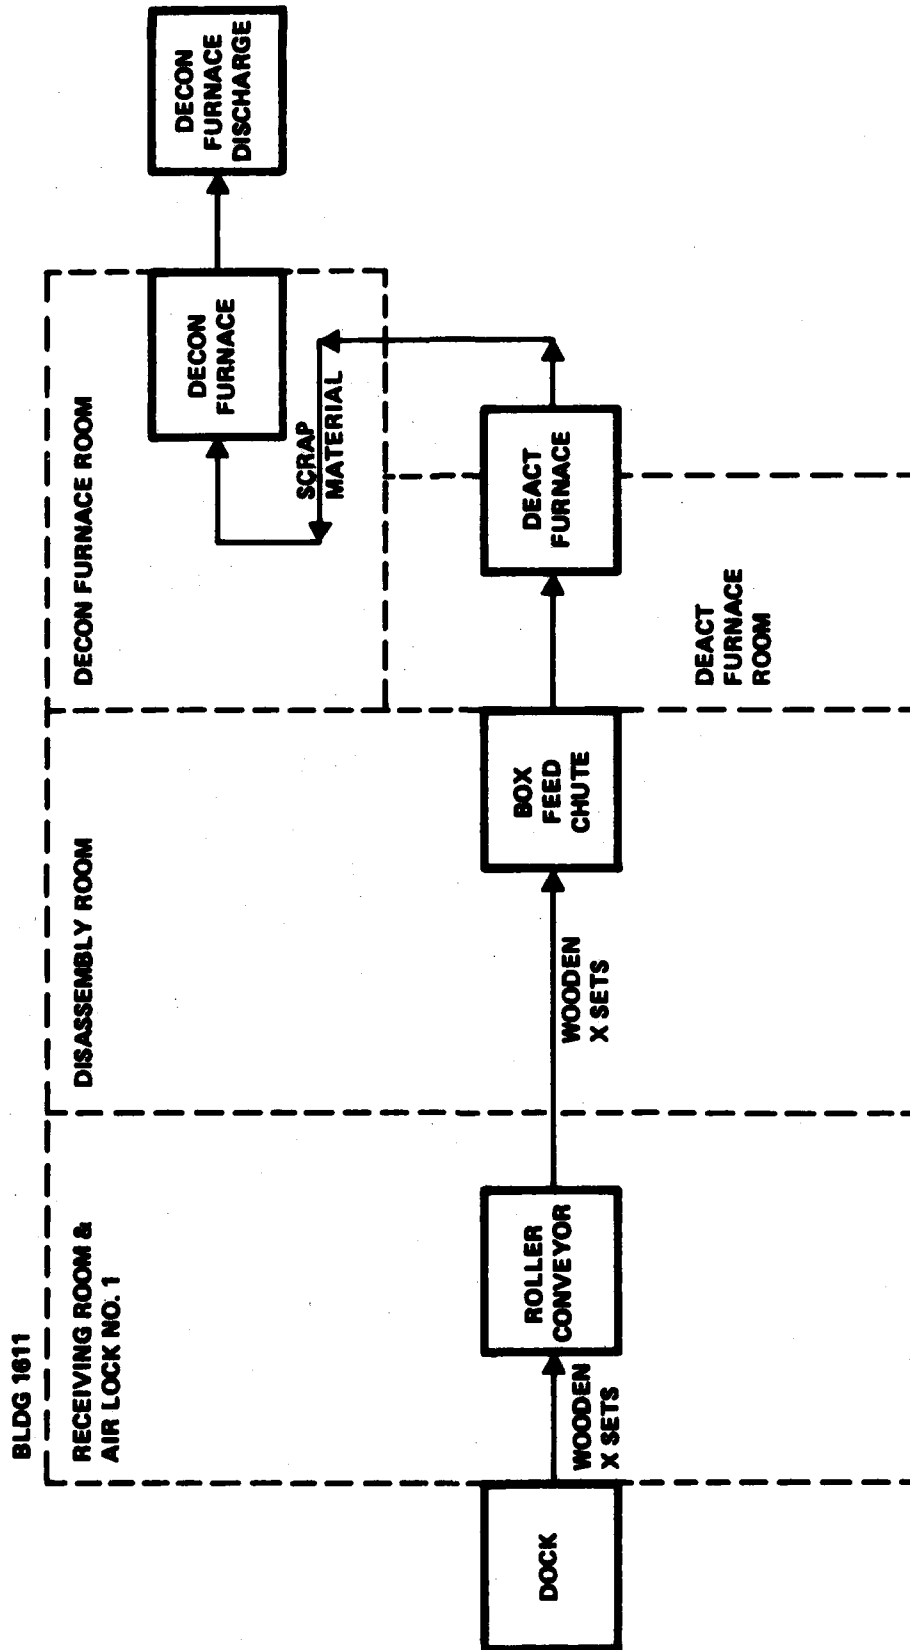 BLDG 1611
RECEIVING ROOM &
AIR LOCK NO. 1
DISASSEMBLY ROOM
DECON FURNACE ROOM
DECON
FURNACE
DECON
FURNACE
DISCHARGE
SCRAP
MATERIAL
DOCK
WOODEN
X SETS
ROLLER
CONVEYOR
WOODEN
X SETS
BOX
FEED
CHUTE
DEACT
FURNACE
DEACT
FURNACE
ROOM